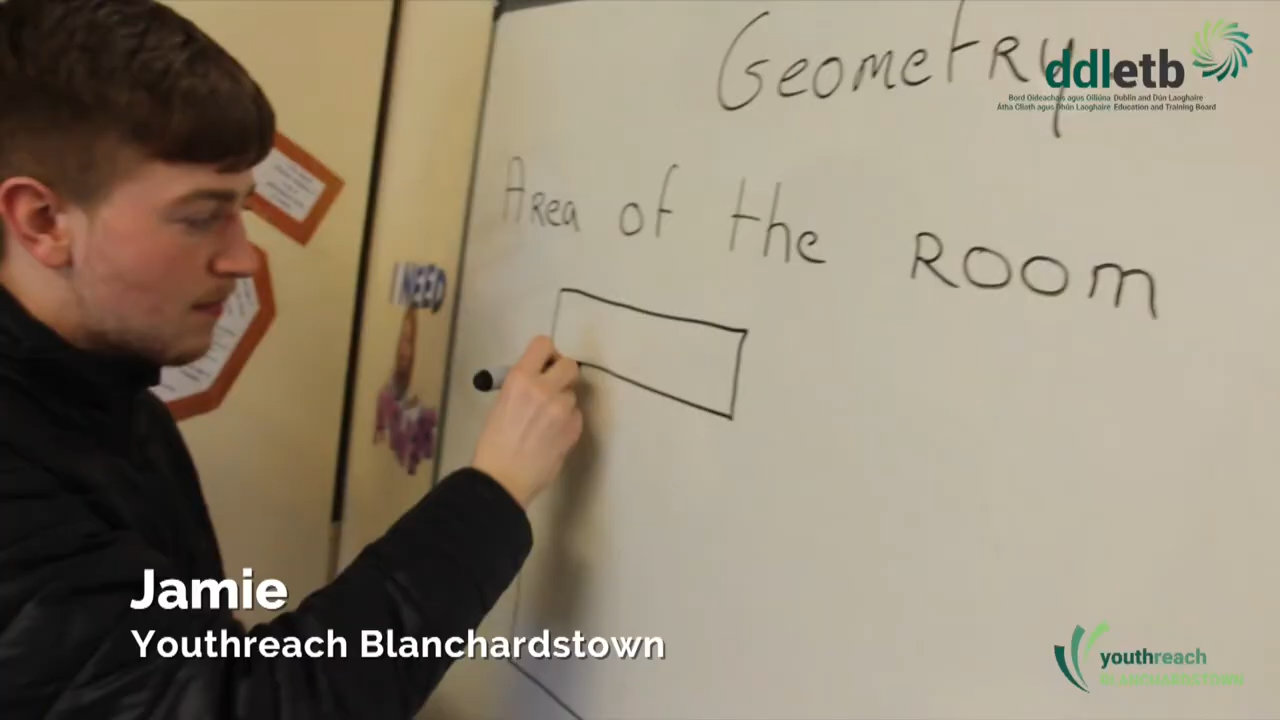 Geometry
ddletb
Bord Oideachais agus Oiliúna Dublin and Dún Laoghaire
Átha Cliath agus Dhún Laoghaire Education and Training Board
Area of the Room
I NEED
Jamie
Youthreach Blanchardstown
youthreach
BLANCHARDSTOWN